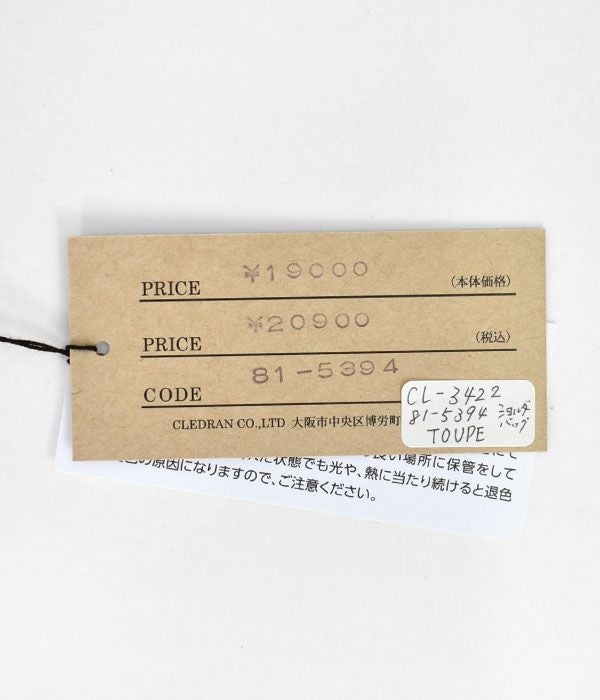 ¥19000
PRICE (本体価格)
¥20900
PRICE (税込)
81-5394
CODE
CLEDRAN CO.,LTD 大阪市中央区博労町
CL-3422
81-5394 ショルダーバッグ
TOUPE
状態でも光や、熱に当たり続けると退色
の原因になりますので、ご注意ください。